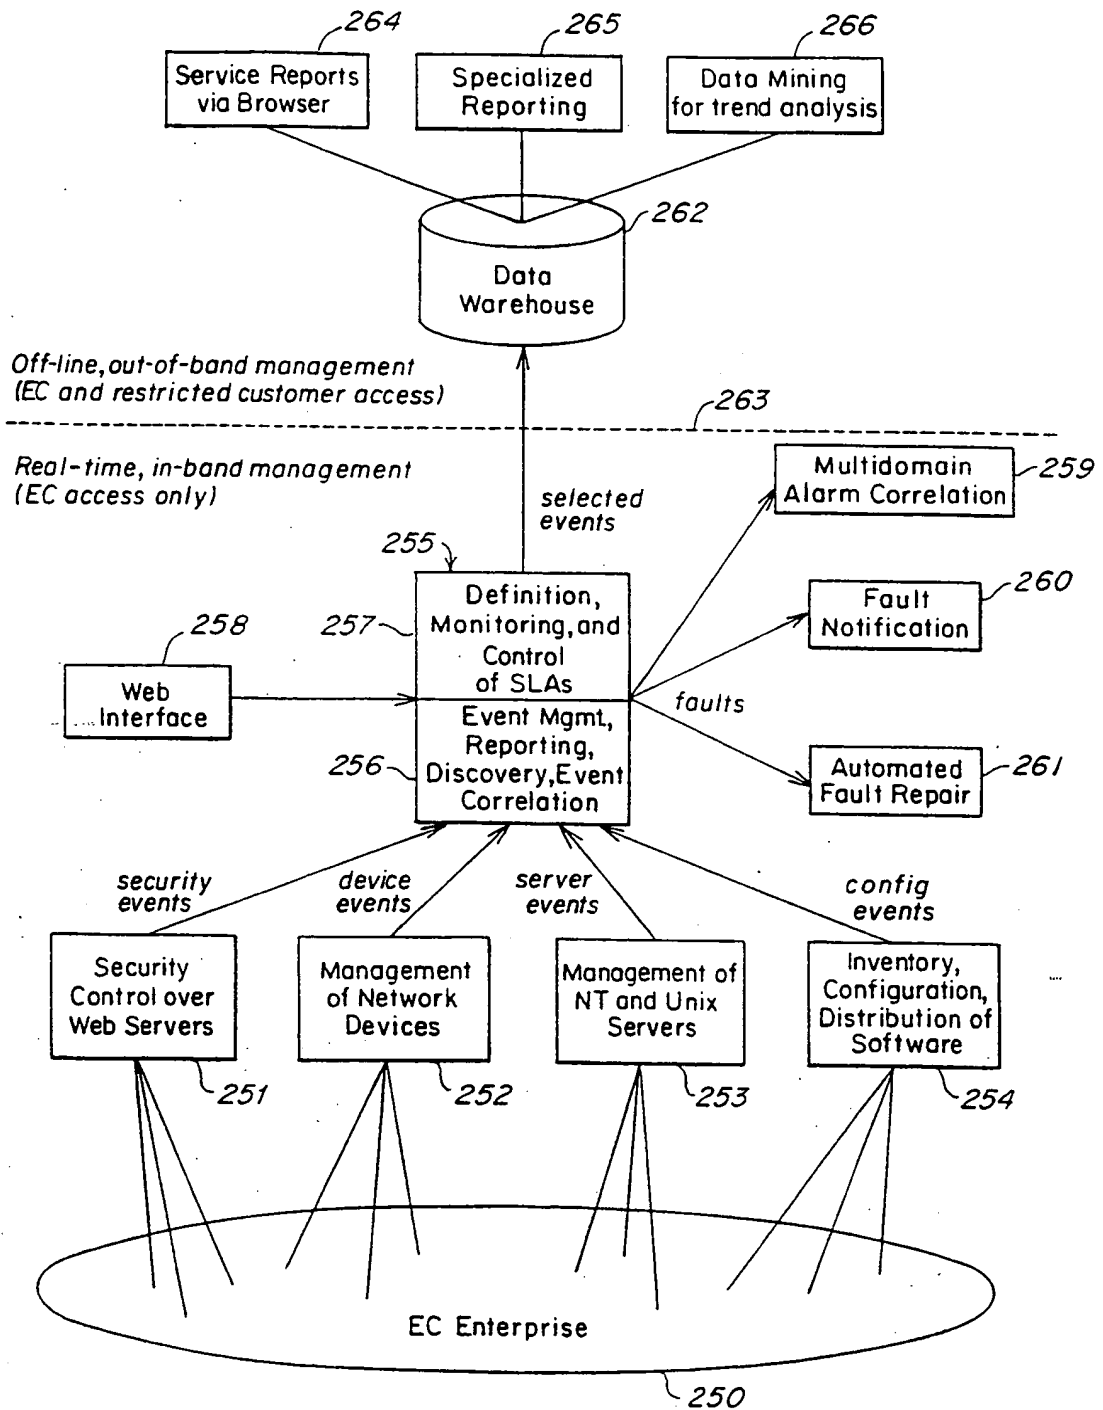 264
265
266
Service Reports
via Browser
Specialized
Reporting
Data Mining
for trend analysis
262
Data
Warehouse
Off-line, out-of-band management
(EC and restricted customer access)
263
Real-time, in-band management
(EC access only)
selected
events
Multidomain
Alarm Correlation
259
255
257
Definition,
Monitoring, and
Control
of SLAs
258
Web
Interface
260
Fault
Notification
faults
256
Event Mgmt,
Reporting,
Discovery, Event
Correlation
Automated
Fault Repair
261
security
events
device
events
server
events
config
events
Security
Control over
Web Servers
Management
of Network
Devices
Management of
NT and Unix
Servers
Inventory,
Configuration,
Distribution of
Software
251
252
253
254
EC Enterprise
250